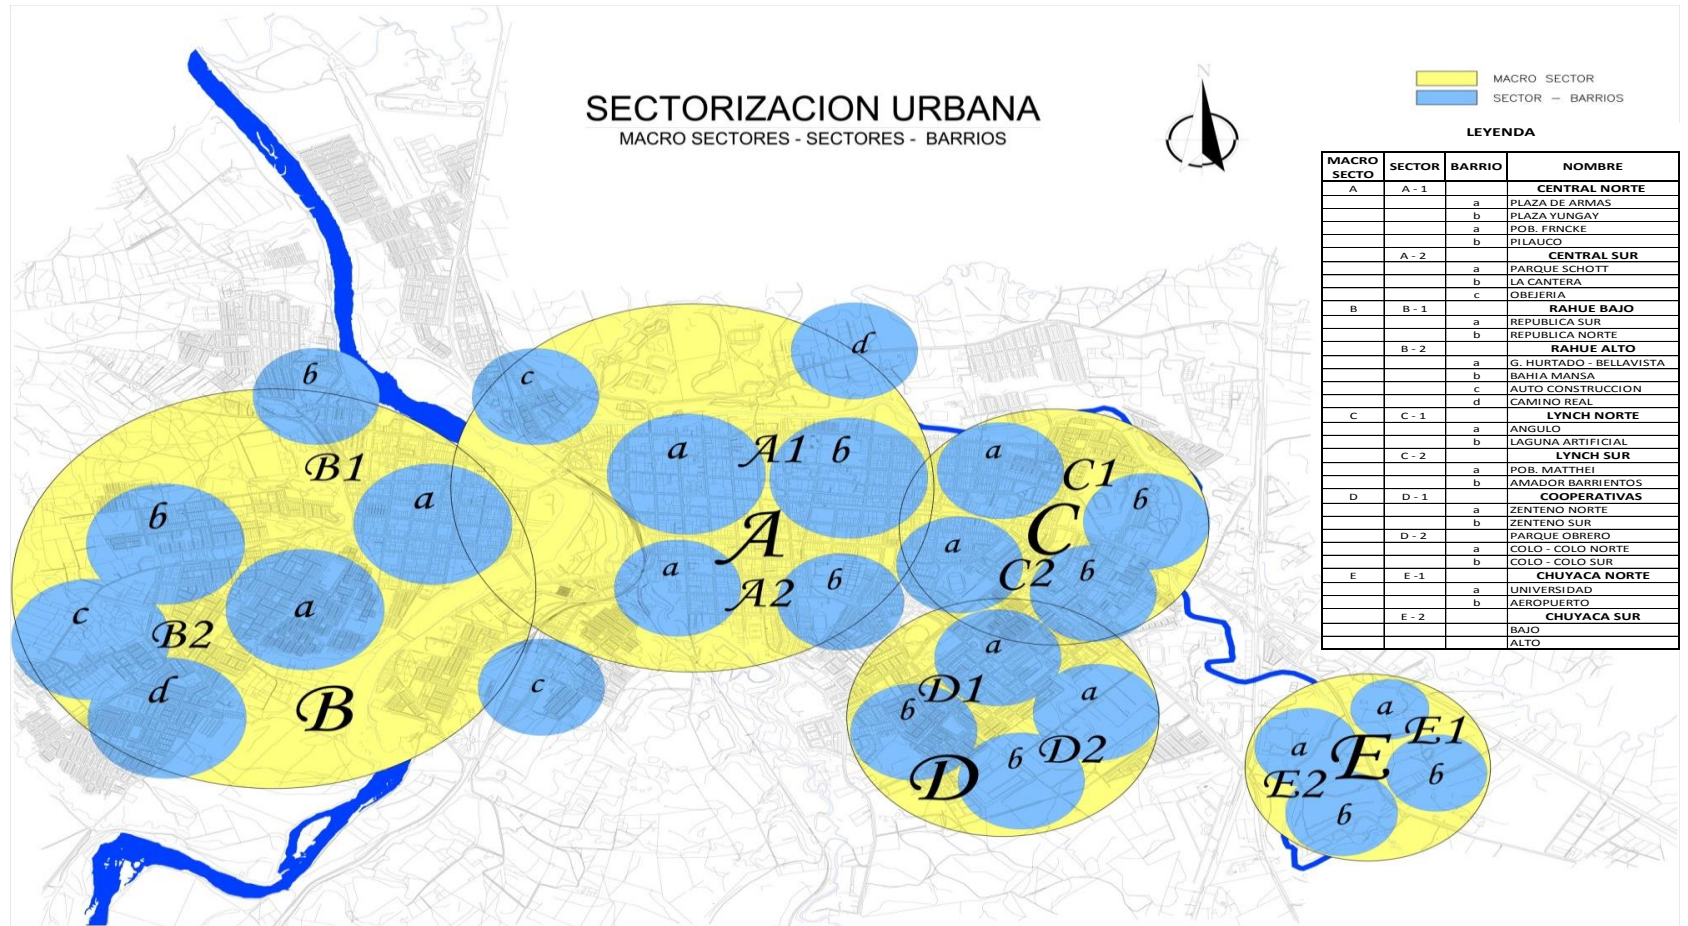 SECTORIZACION URBANA
MACRO SECTORES - SECTORES - BARRIOS
N
MACRO SECTOR
SECTOR - BARRIOS
LEYENDA
MACRO SECTO SECTOR BARRIO NOMBRE
A A - 1 CENTRAL NORTE
a PLAZA DE ARMAS
b PLAZA YUNGAY
a POB. FRNCKE
b PILAUCO
A - 2 CENTRAL SUR
a PARQUE SCHOTT
b LA CANTERA
c OBEJERIA
B B - 1 RAHUE BAJO
a REPUBLICA SUR
b REPUBLICA NORTE
B - 2 RAHUE ALTO
a G. HURTADO - BELLAVISTA
b BAHIA MANSA
c AUTO CONSTRUCCION
d CAMINO REAL
C C - 1 LYNCH NORTE
a ANGULO
b LAGUNA ARTIFICIAL
C - 2 LYNCH SUR
a POB. MATTHEI
b AMADOR BARRIENTOS
D D - 1 COOPERATIVAS
a ZENTENO NORTE
b ZENTENO SUR
D - 2 PARQUE OBRERO
a COLO - COLO NORTE
b COLO - COLO SUR
E E -1 CHUYACA NORTE
a UNIVERSIDAD
b AEROPUERTO
E - 2 CHUYACA SUR
BAJO
ALTO
d
b
c
a A1 b
B1
a
b
a
C1
b
A
C
a
a
A2
b
C2
b
a
c
B2
d
B
c
a
D1
b
a
D2
b
D
a
E1
a
E
b
E2
b